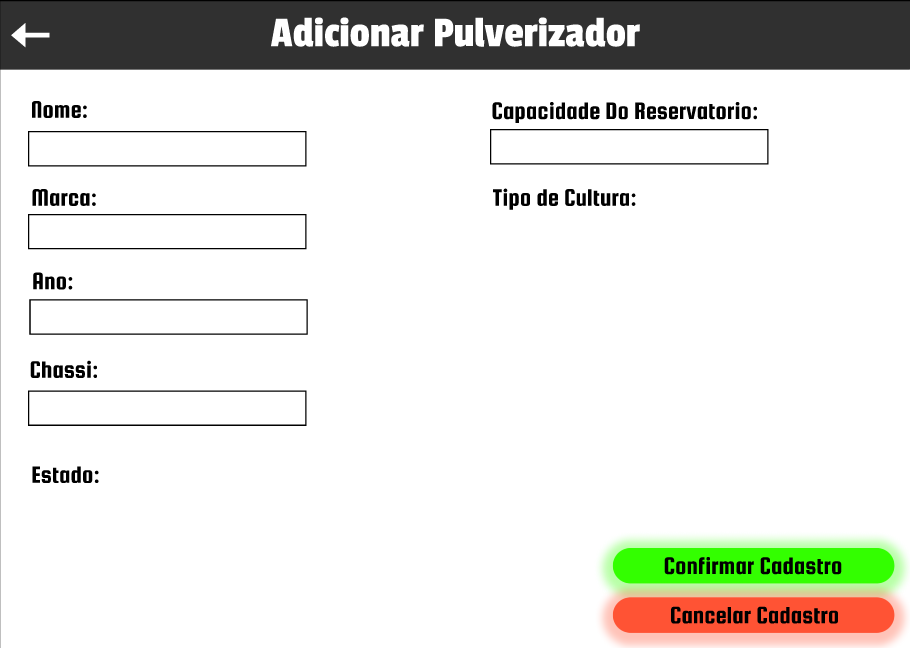 Adicionar Pulverizador
Nome:
Marca:
Ano:
Chassi:
Estado:
Capacidade Do Reservatorio:
Tipo de Cultura:
Confirmar Cadastro
Cancelar Cadastro